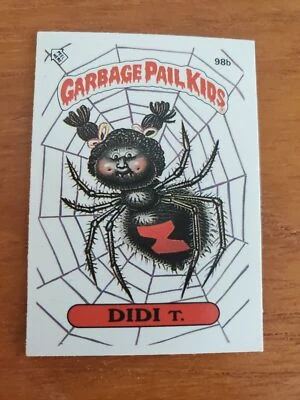 98b
GARBAGE PAIL KIDS
DIDI T.